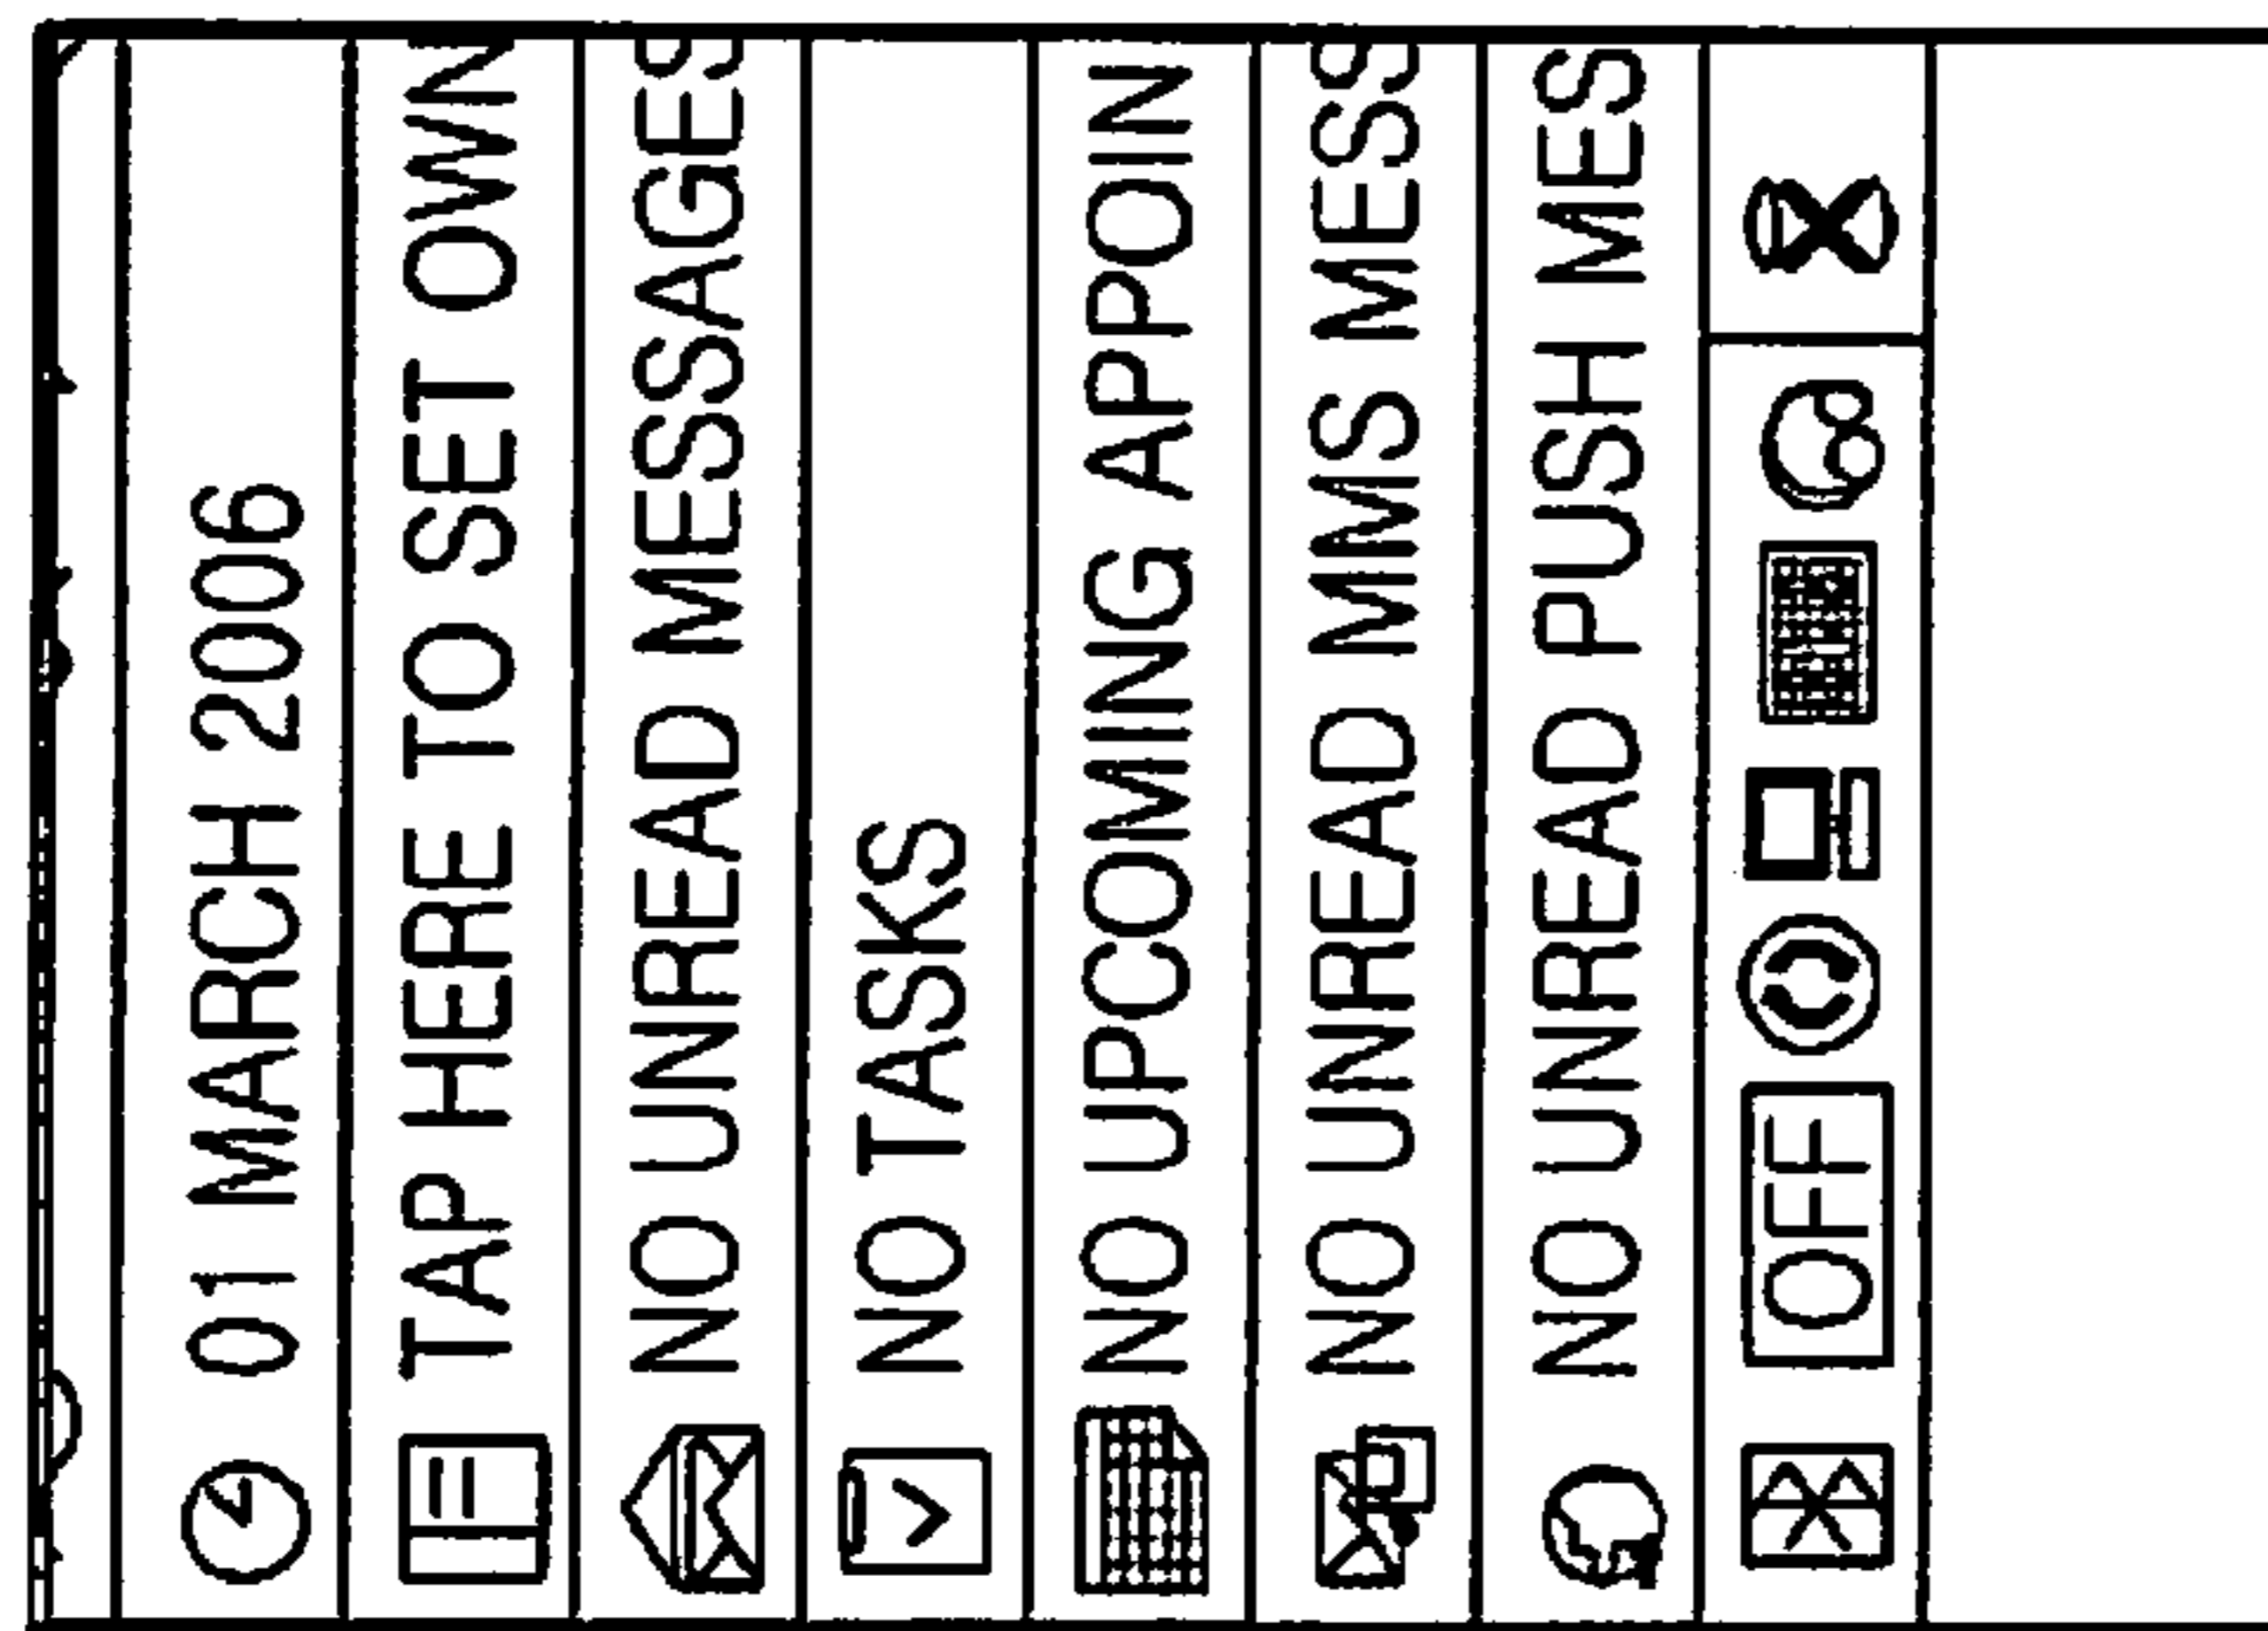 01 MARCH 2006
TAP HERE TO SET OWN
NO UNREAD MESSAGES
NO TASKS
NO UPCOMING APPOIN
NO UNREAD MMS MESS
NO UNREAD PUSH MES
OFF